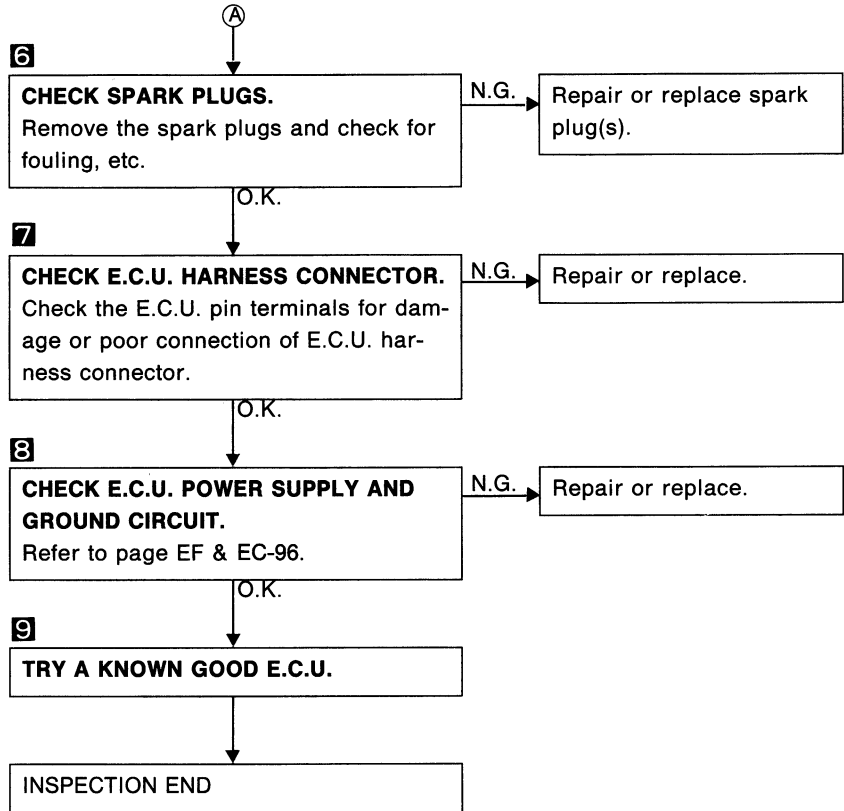 A
6
CHECK SPARK PLUGS.
Remove the spark plugs and check for
fouling, etc.
N.G.
Repair or replace spark
plug(s).
O.K.
7
CHECK E.C.U. HARNESS CONNECTOR.
Check the E.C.U. pin terminals for dam-
age or poor connection of E.C.U. har-
ness connector.
N.G.
Repair or replace.
O.K.
8
CHECK E.C.U. POWER SUPPLY AND
GROUND CIRCUIT.
Refer to page EF & EC-96.
N.G.
Repair or replace.
O.K.
9
TRY A KNOWN GOOD E.C.U.
INSPECTION END